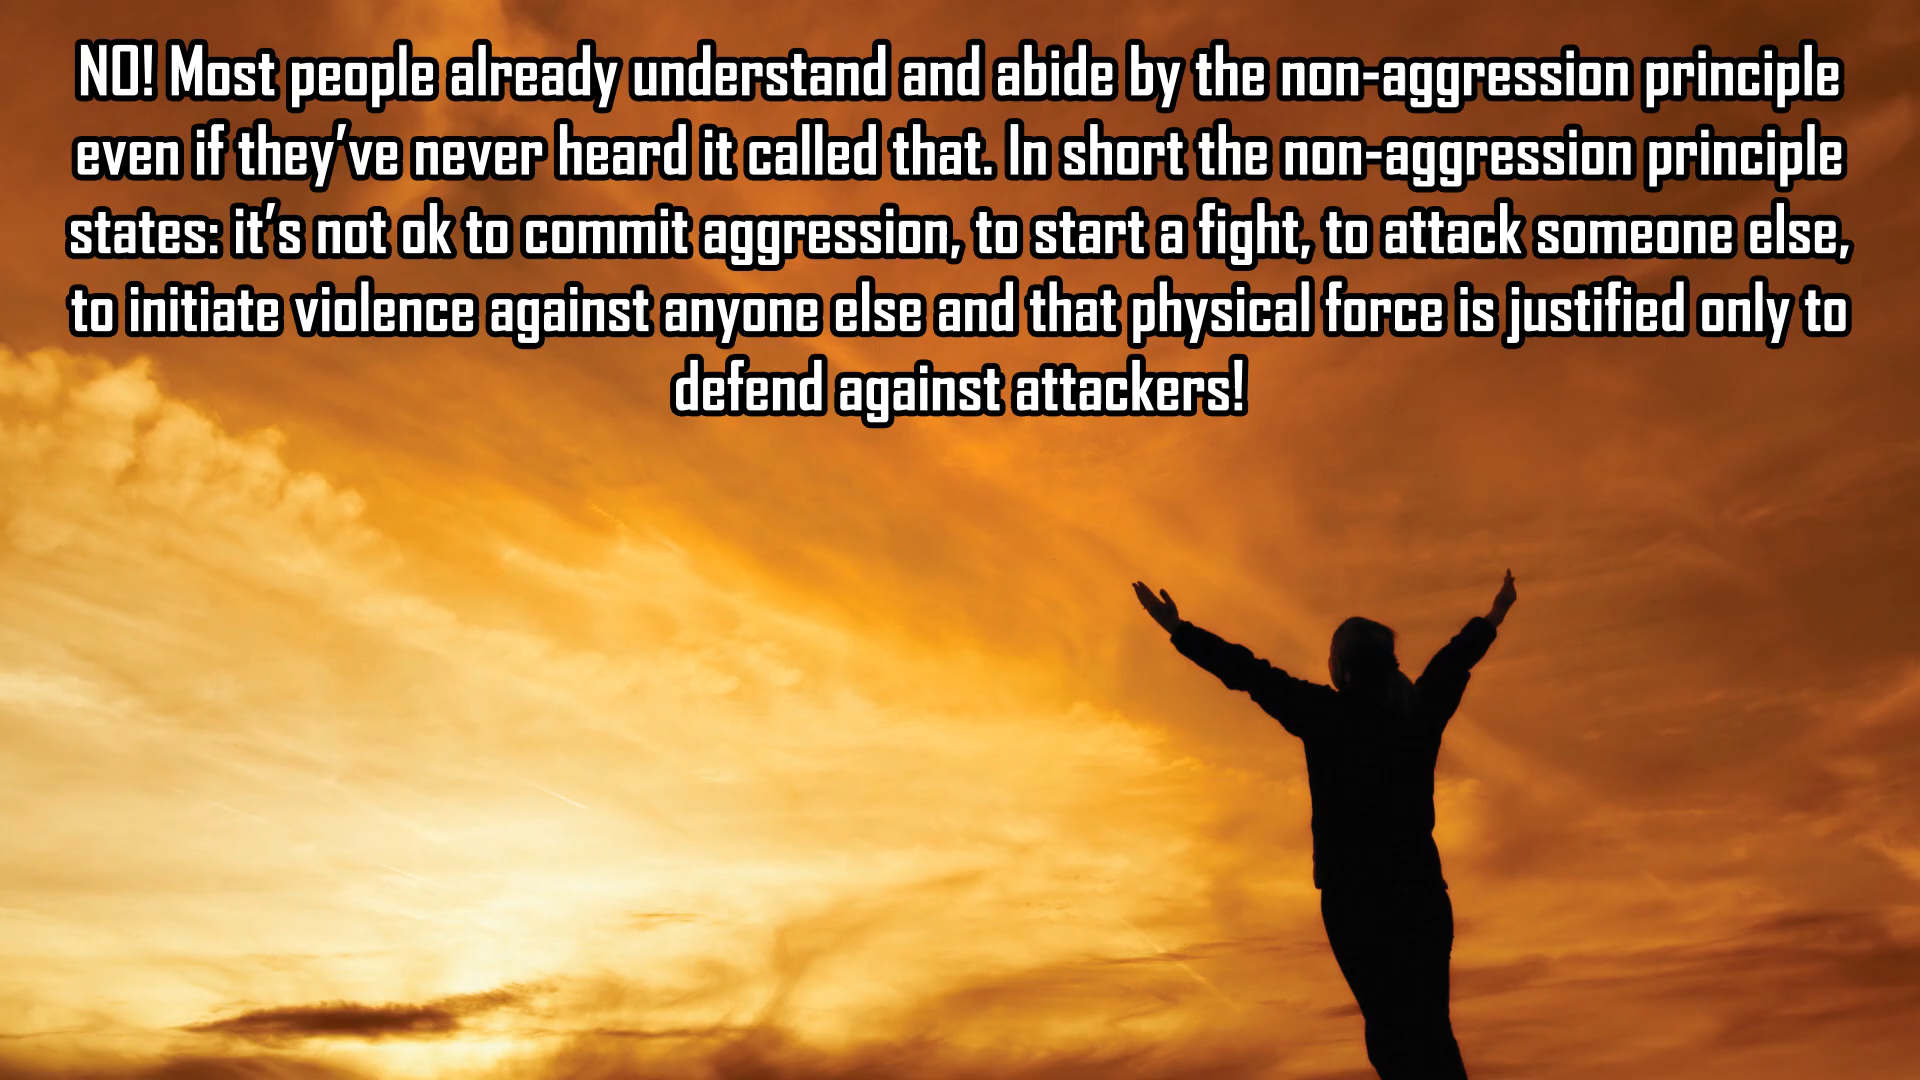 NO! Most people already understand and abide by the non-aggression principle
even if they’ve never heard it called that. In short the non-aggression principle
states: it’s not ok to commit aggression, to start a fight, to attack someone else,
to initiate violence against anyone else and that physical force is justified only to
defend against attackers!